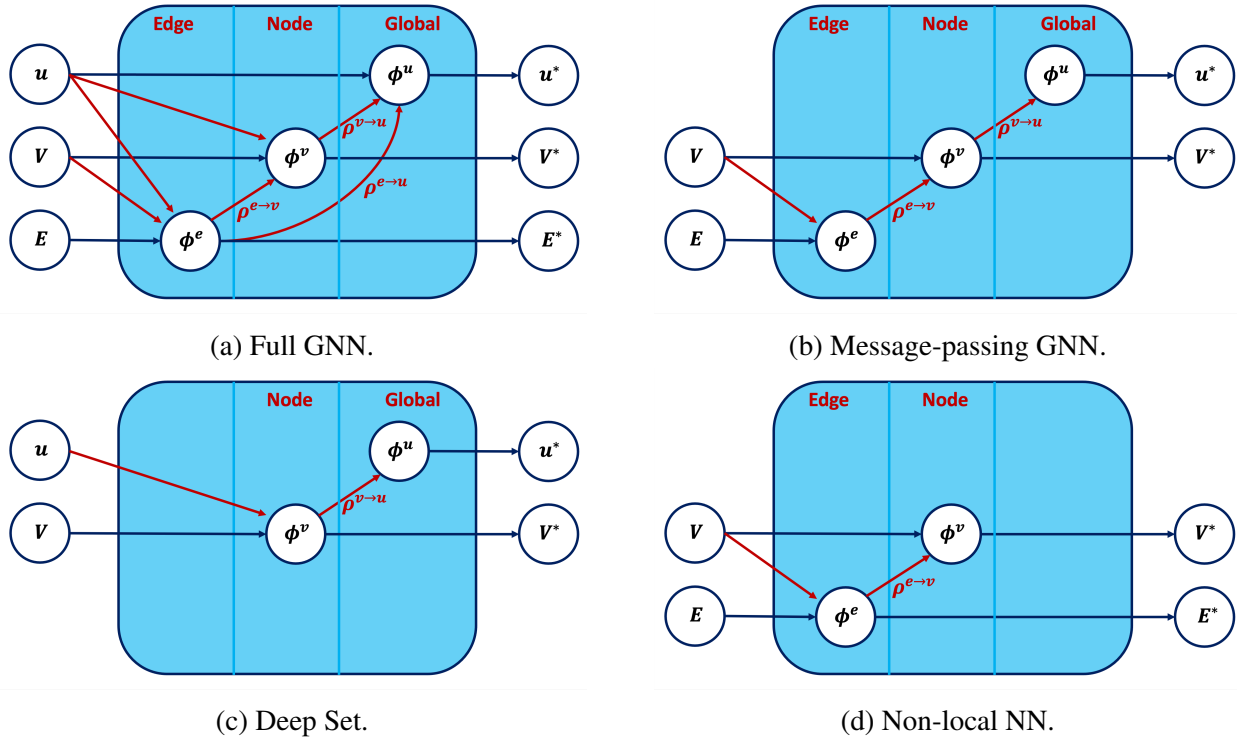 Edge Node Global
u ϕᵘ u*
ρᵛ→ᵘ
V ϕᵛ V*
ρᵉ→ᵘ
ρᵉ→ᵛ
E ϕᵉ E*
(a) Full GNN.
Edge Node Global
ϕᵘ u*
ρᵛ→ᵘ
V ϕᵛ V*
ρᵉ→ᵛ
E ϕᵉ
(b) Message-passing GNN.
Node Global
u ϕᵘ u*
ρᵛ→ᵘ
V ϕᵛ V*
(c) Deep Set.
Edge Node
V ϕᵛ V*
ρᵉ→ᵛ
E ϕᵉ E*
(d) Non-local NN.